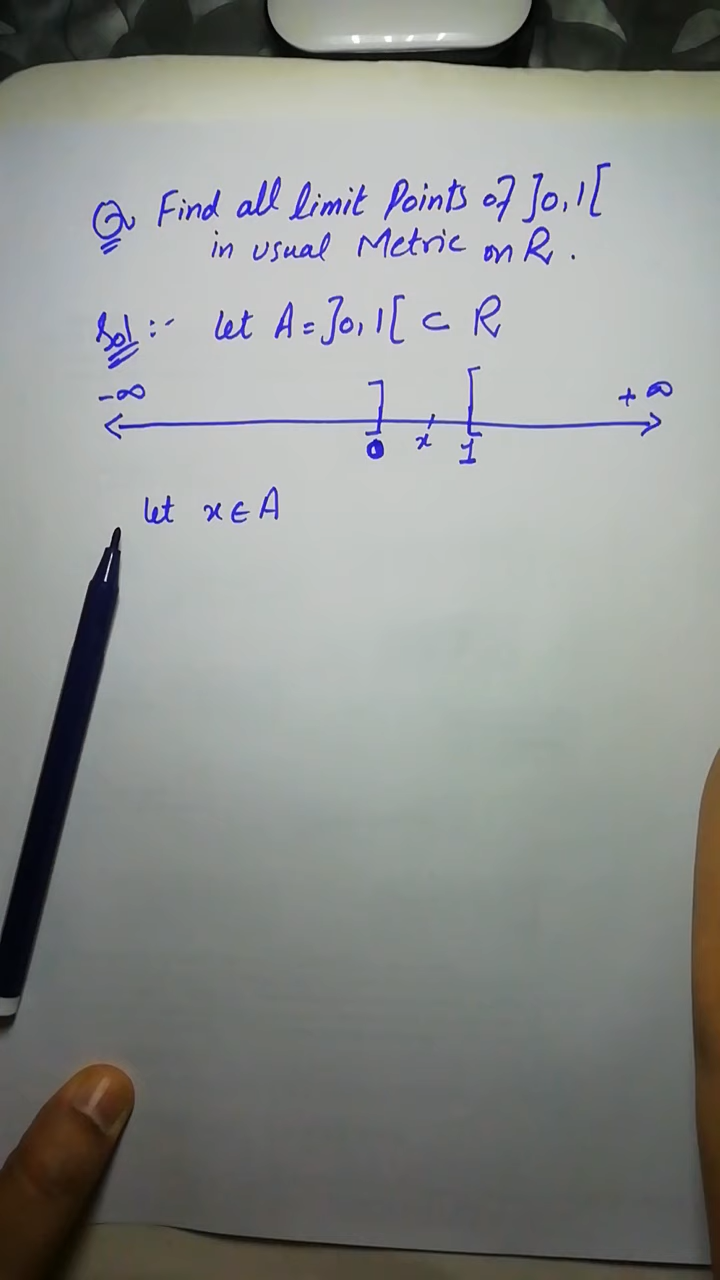 Q Find all limit Points of ]0,1[
in usual Metric on R.
Sol :- let A = ]0,1[ ⊂ R
-∞ ] [ +∞
0 x 1
let x ∈ A